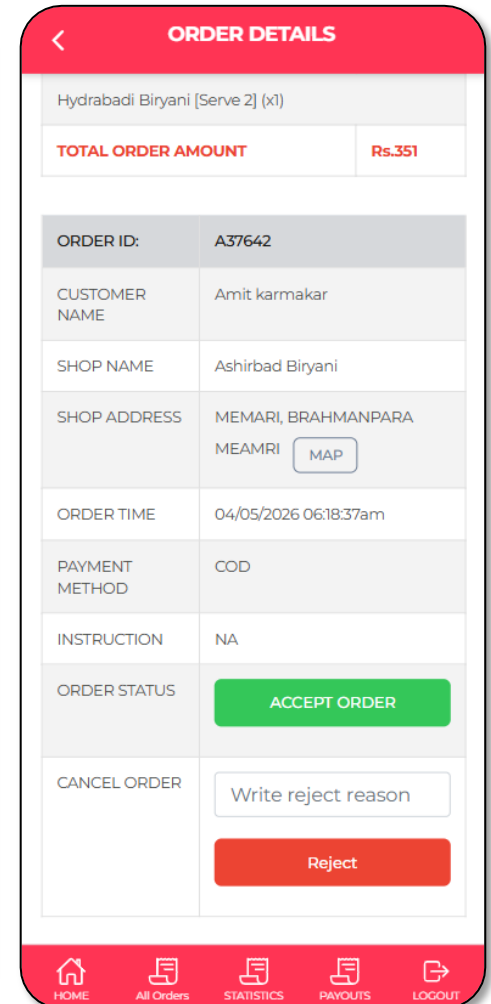 ORDER DETAILS
Hydrabadi Biryani [Serve 2] (x1)
TOTAL ORDER AMOUNT Rs.351
ORDER ID: A37642
CUSTOMER NAME Amit karmakar
SHOP NAME Ashirbad Biryani
SHOP ADDRESS MEMARI, BRAHMANPARA
MEAMRI MAP
ORDER TIME 04/05/2026 06:18:37am
PAYMENT METHOD COD
INSTRUCTION NA
ORDER STATUS ACCEPT ORDER
CANCEL ORDER Write reject reason
Reject
HOME All Orders STATISTICS PAYOUTS LOGOUT